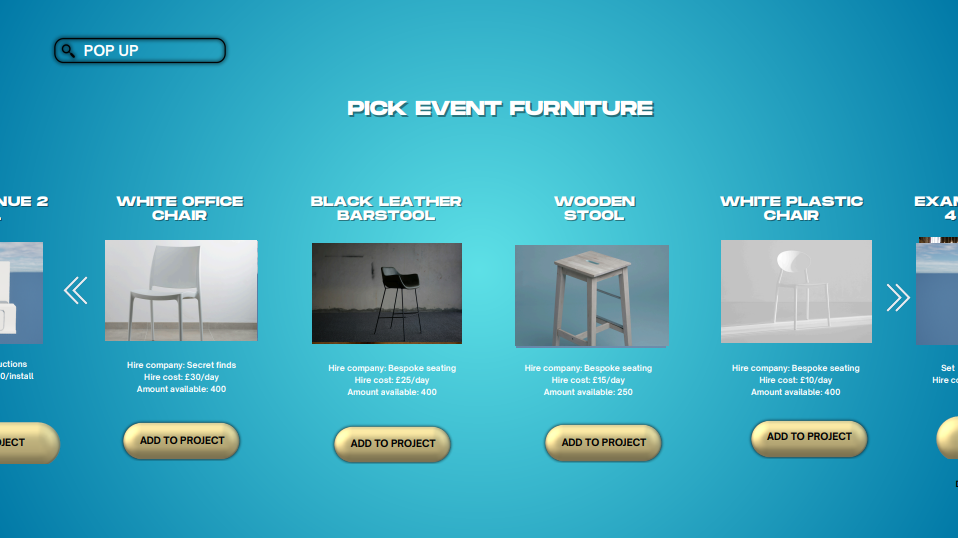 POP UP
PICK EVENT FURNITURE
NUE 2
WHITE OFFICE
CHAIR
BLACK LEATHER
BARSTOOL
WOODEN
STOOL
WHITE PLASTIC
CHAIR
EXAM
4
uctions
0/install
Hire company: Secret finds
Hire cost: £30/day
Amount available: 400
Hire company: Bespoke seating
Hire cost: £25/day
Amount available: 400
Hire company: Bespoke seating
Hire cost: £15/day
Amount available: 250
Hire company: Bespoke seating
Hire cost: £10/day
Amount available: 400
Set
Hire co
OJECT
ADD TO PROJECT
ADD TO PROJECT
ADD TO PROJECT
ADD TO PROJECT